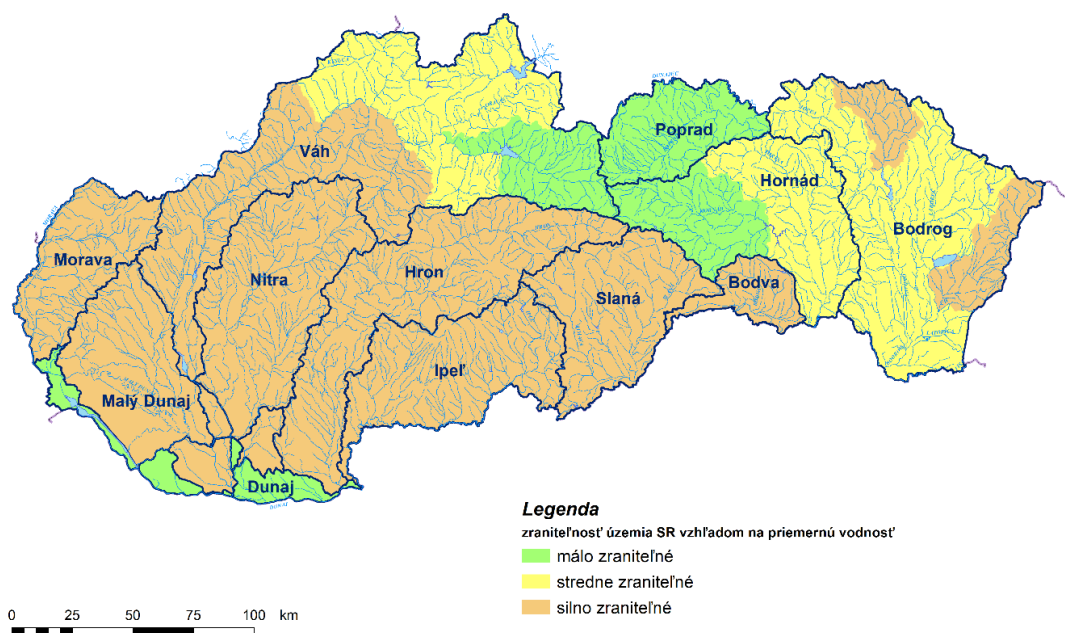 Poprad
Váh
Hornád
Bodrog
Morava
Nitra
Hron
Slaná
Bodva
Ipeľ
Malý Dunaj
Dunaj
Legenda
zraniteľnosť územia SR vzhľadom na priemernú vodnosť
málo zraniteľné
stredne zraniteľné
silno zraniteľné
0 25 50 75 100 km